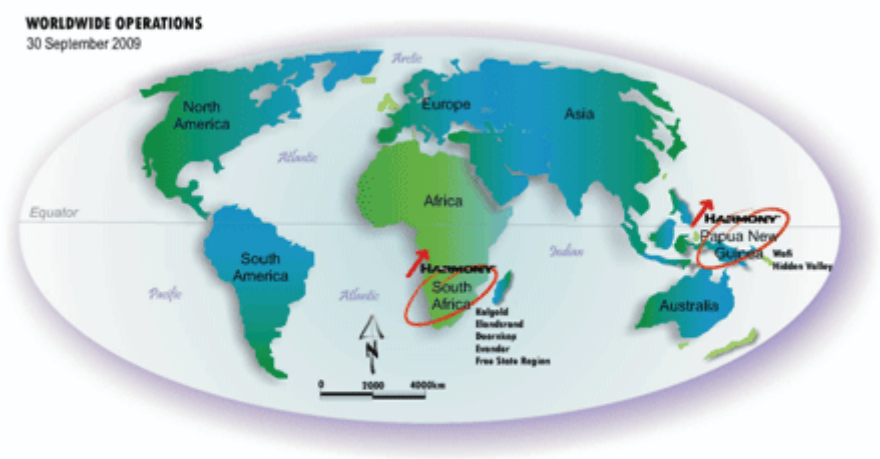 WORLDWIDE OPERATIONS
30 September 2009
Arctic
North
America
Europe
Asia
Atlantic
Africa
Equator
HARMONY
Papua New
Guinea
Wafi
Hidden Valley
South
America
Indian
HARMONY
South
Africa
Pacific
Atlantic
Australia
Kalgold
Elandsrand
Doornkop
Evander
Free State Region
N
0 2000 4000km